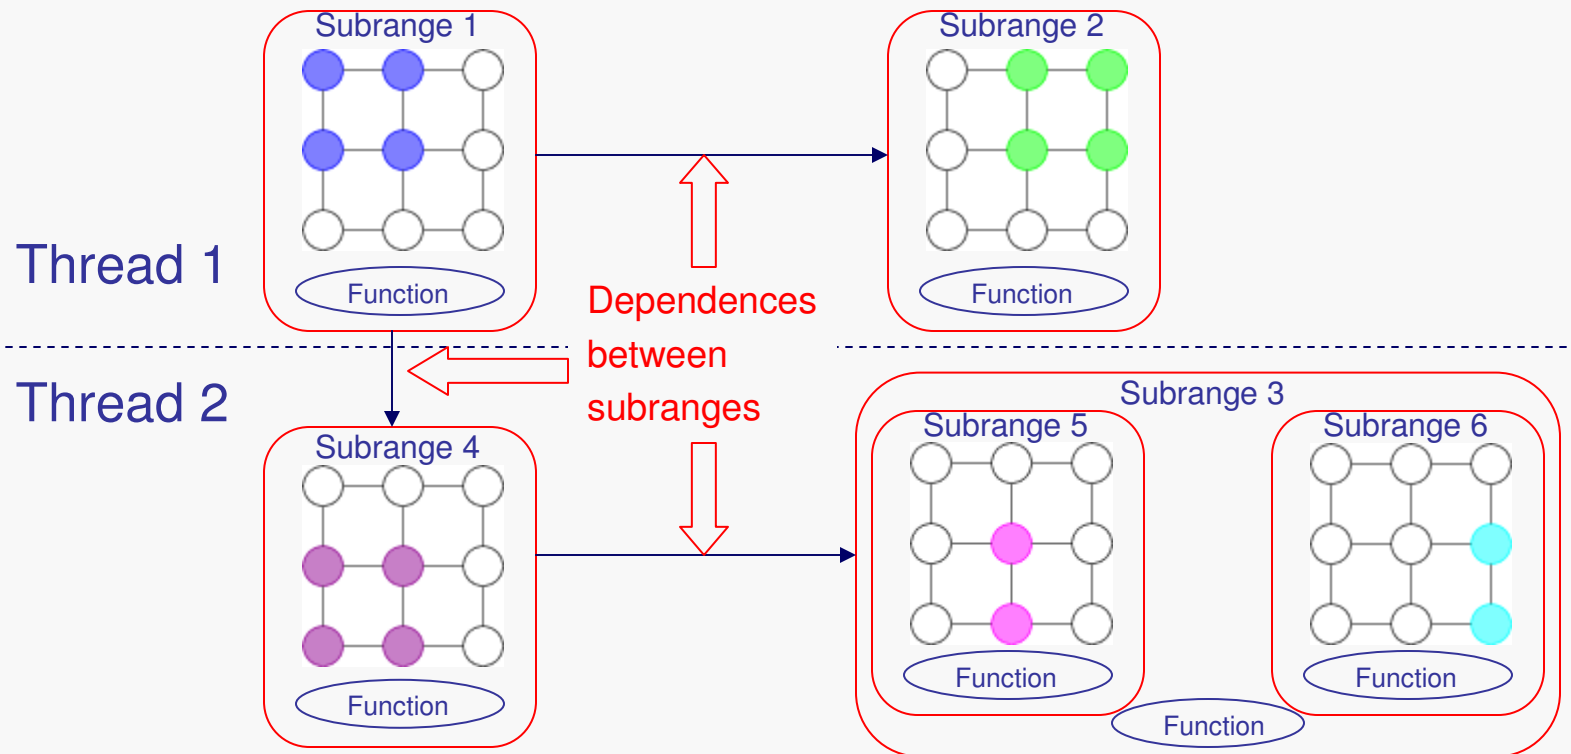 Subrange 1
Subrange 2
Thread 1
Function
Function
Dependences
between
subranges
Thread 2
Subrange 3
Subrange 4
Subrange 5
Subrange 6
Function
Function
Function
Function